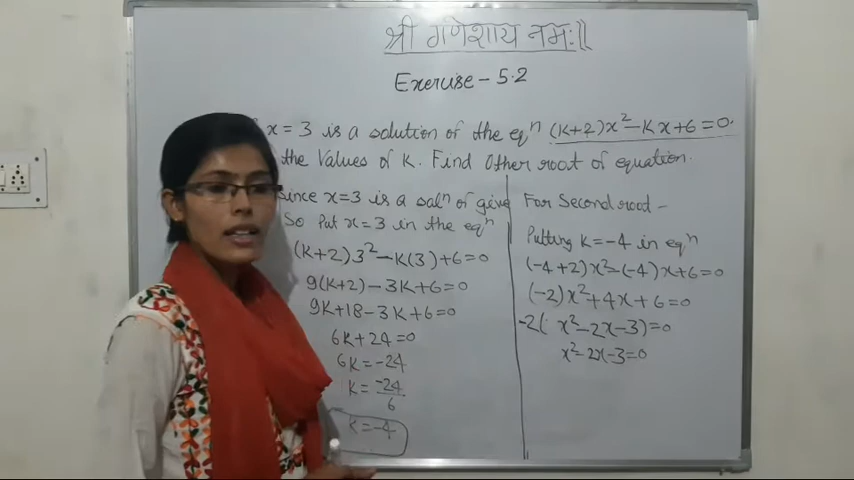 श्री गणेशाय नमः॥
Exercise - 5.2
x = 3 is a solution of the eqⁿ (K+2)x² - Kx + 6 = 0.
the Values of K. Find Other root of equation.
since x=3 is a solⁿ of give
So Put x = 3 in the eqⁿ
(K+2)3² - K(3) + 6 = 0
9(K+2) - 3K + 6 = 0
9K + 18 - 3K + 6 = 0
6K + 24 = 0
6K = -24
K = -24/6
K = -4
For Second root -
Putting K = -4 in eqⁿ
(-4+2)x² - (-4)x + 6 = 0
(-2)x² + 4x + 6 = 0
-2( x² - 2x - 3) = 0
x² - 2x - 3 = 0